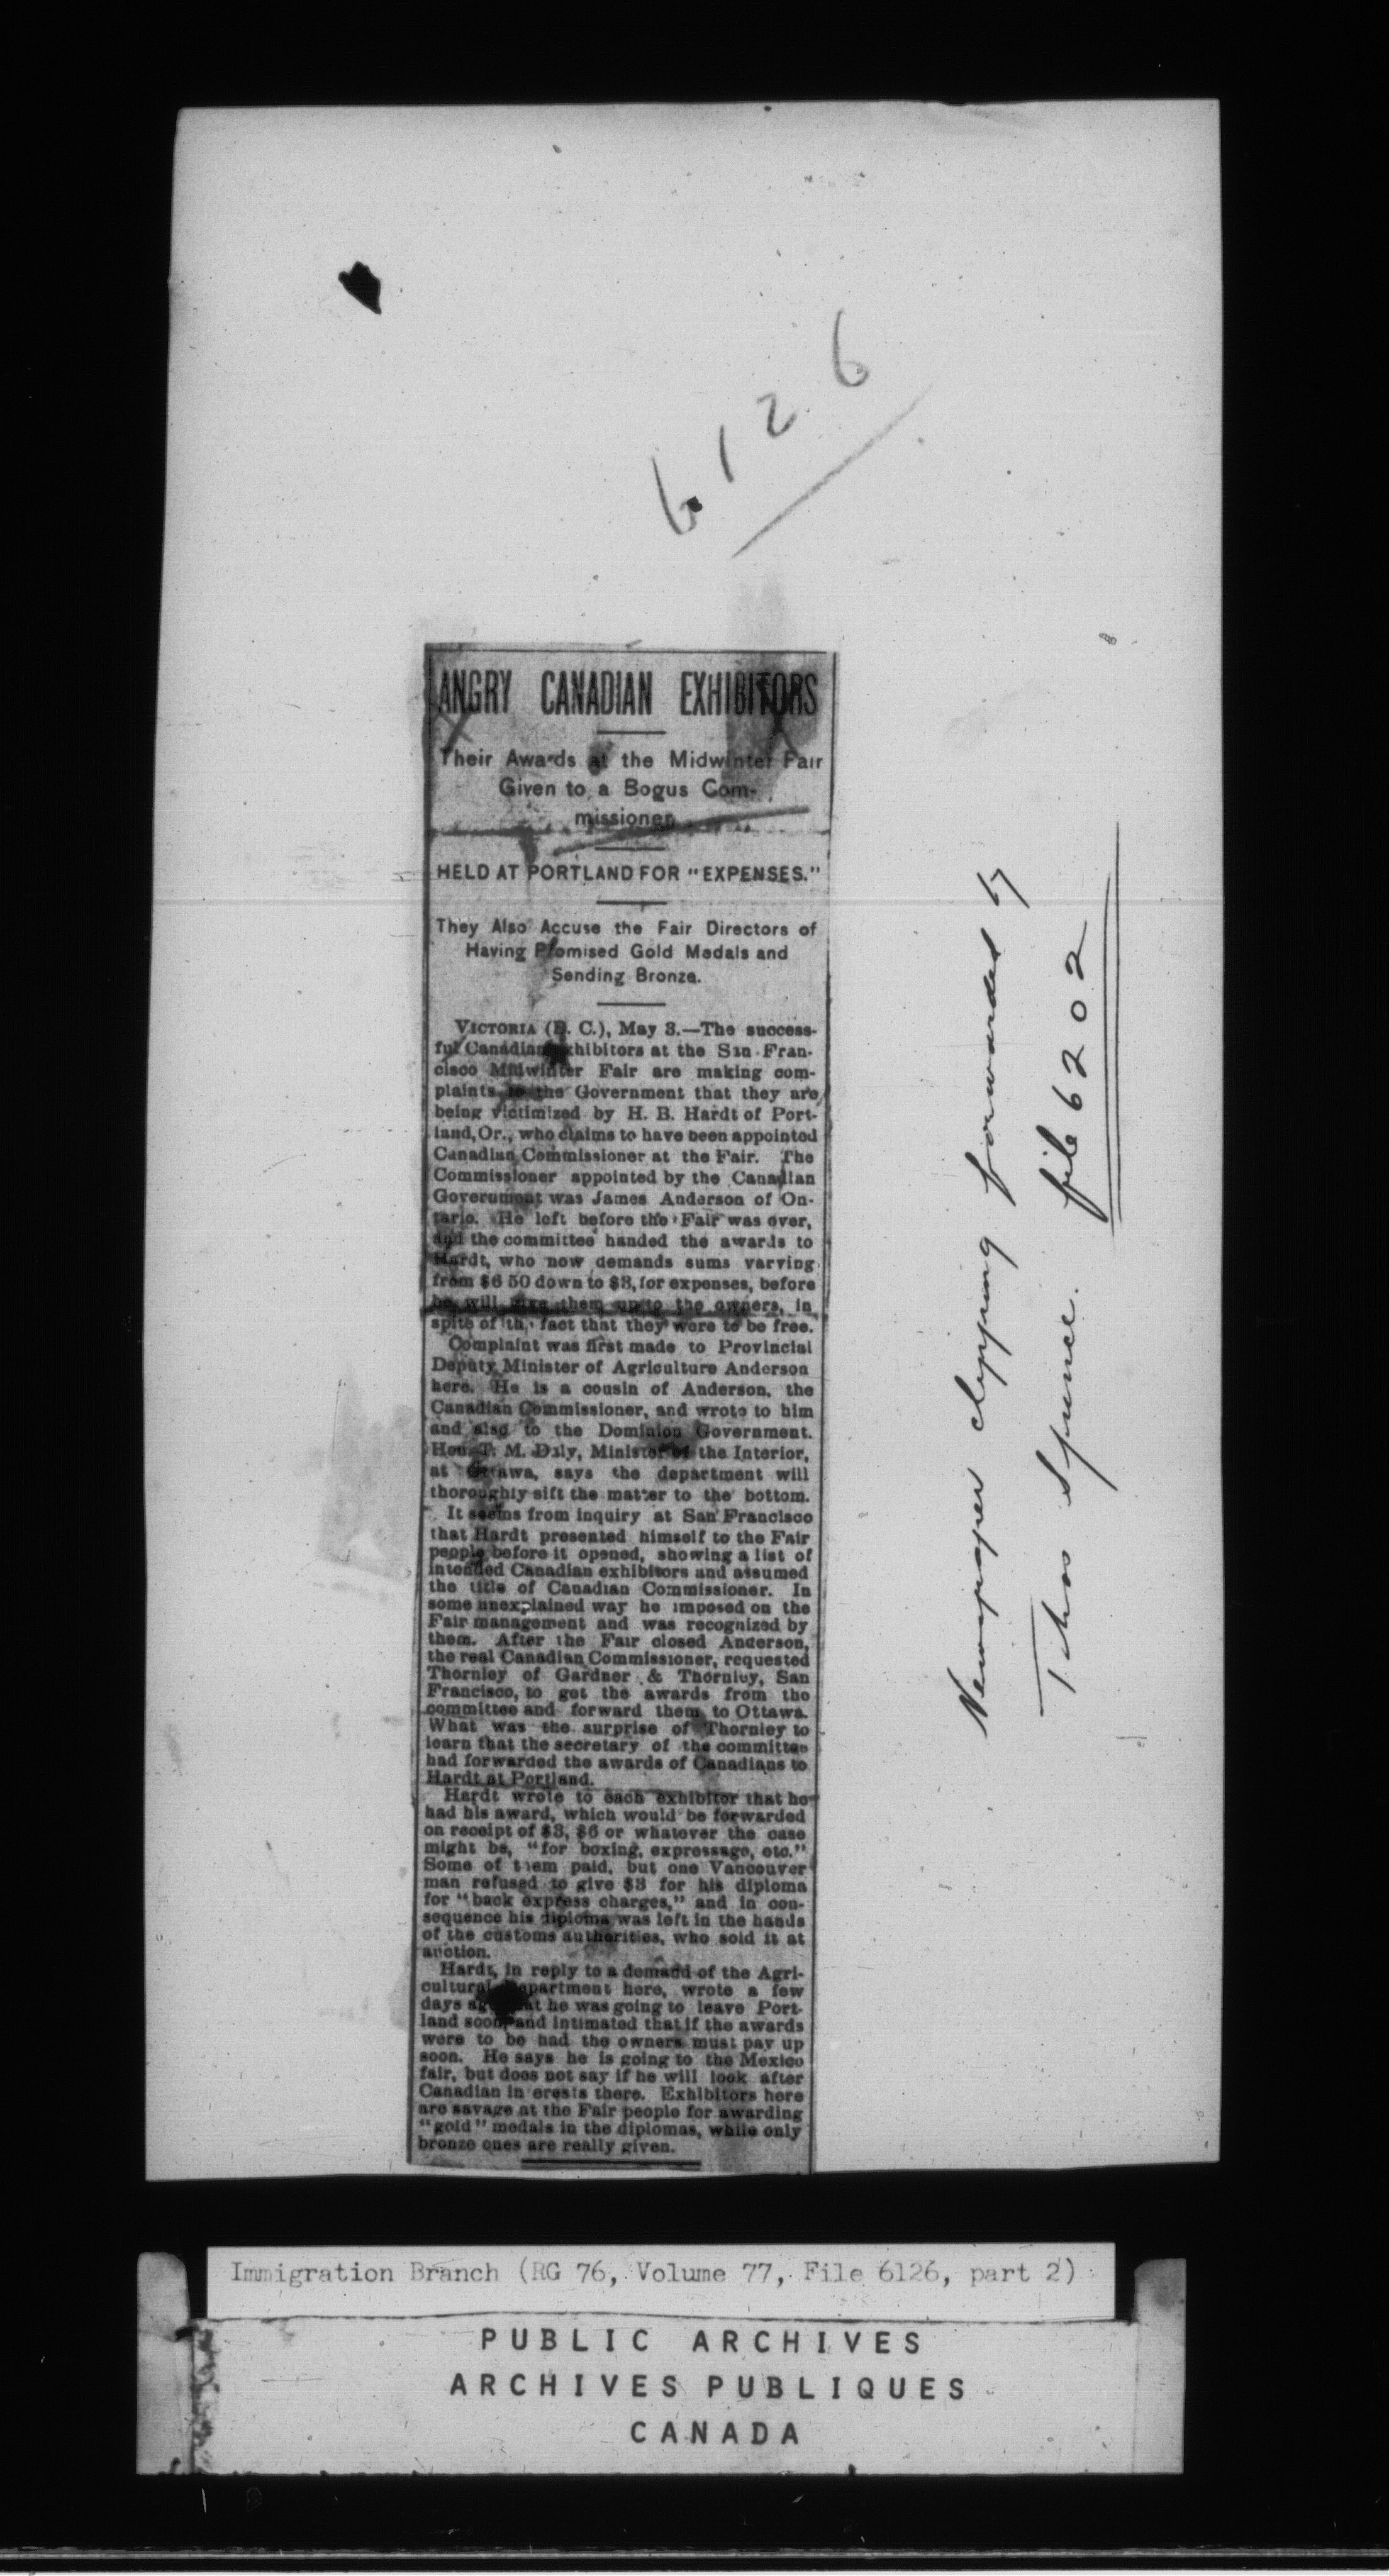 6126
ANGRY CANADIAN EXHIBITORS
Their Awards at the Midwinter Fair
Given to a Bogus Com-
missioner.
HELD AT PORTLAND FOR "EXPENSES."
They Also Accuse the Fair Directors of
Having Promised Gold Medals and
Sending Bronze.
VICTORIA (B. C.), May 3.—The success-
ful Canadian exhibitors at the San Fran-
cisco Midwinter Fair are making com-
plaints to the Government that they are
being victimized by H. B. Hardt of Port-
land, Or., who claims to have been appointed
Canadian Commissioner at the Fair. The
Commissioner appointed by the Canadian
Government was James Anderson of On-
tario. He left before the Fair was over,
and the committee handed the awards to
Hardt, who now demands sums varying
from $6 50 down to $3, for expenses, before
he will give them up to the owners, in
spite of the fact that they were to be free.
Complaint was first made to Provincial
Deputy Minister of Agriculture Anderson
here. He is a cousin of Anderson, the
Canadian Commissioner, and wrote to him
and also to the Dominion Government.
Hon. T. M. Daly, Minister of the Interior,
at Ottawa, says the department will
thoroughly sift the matter to the bottom.
It seems from inquiry at San Francisco
that Hardt presented himself to the Fair
people before it opened, showing a list of
intended Canadian exhibitors and assumed
the title of Canadian Commissioner. In
some unexplained way he imposed on the
Fair management and was recognized by
them. After the Fair closed Anderson,
the real Canadian Commissioner, requested
Thornley of Gardner & Thornley, San
Francisco, to get the awards from the
committee and forward them to Ottawa.
What was the surprise of Thornley to
learn that the secretary of the committee
had forwarded the awards of Canadians to
Hardt at Portland.
Hardt wrote to each exhibitor that he
had his award, which would be forwarded
on receipt of $3, $6 or whatever the case
might be, "for boxing, expressage, etc."
Some of them paid, but one Vancouver
man refused to give $3 for his diploma
for "back express charges," and in con-
sequence his diploma was left in the hands
of the customs authorities, who sold it at
auction.
Hardt, in reply to a demand of the Agri-
cultural Department here, wrote a few
days ago that he was going to leave Port-
land soon, and intimated that if the awards
were to be had the owners must pay up
soon. He says he is going to the Mexico
fair, but does not say if he will look after
Canadian interests there. Exhibitors here
are savage at the Fair people for awarding
"gold" medals in the diplomas, while only
bronze ones are really given.
Newspaper clipping forwarded by
Thos Spence. file 6202
Immigration Branch (RG 76, Volume 77, File 6126, part 2)
PUBLIC ARCHIVES
ARCHIVES PUBLIQUES
CANADA